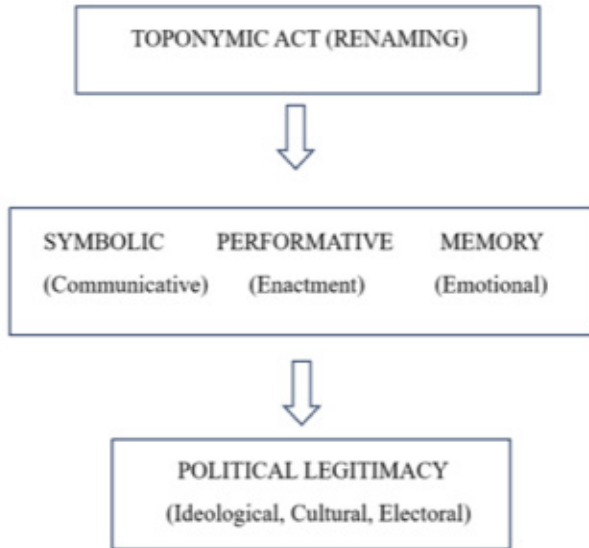 TOPONYMIC ACT (RENAMING)
SYMBOLIC PERFORMATIVE MEMORY
(Communicative) (Enactment) (Emotional)
POLITICAL LEGITIMACY
(Ideological, Cultural, Electoral)